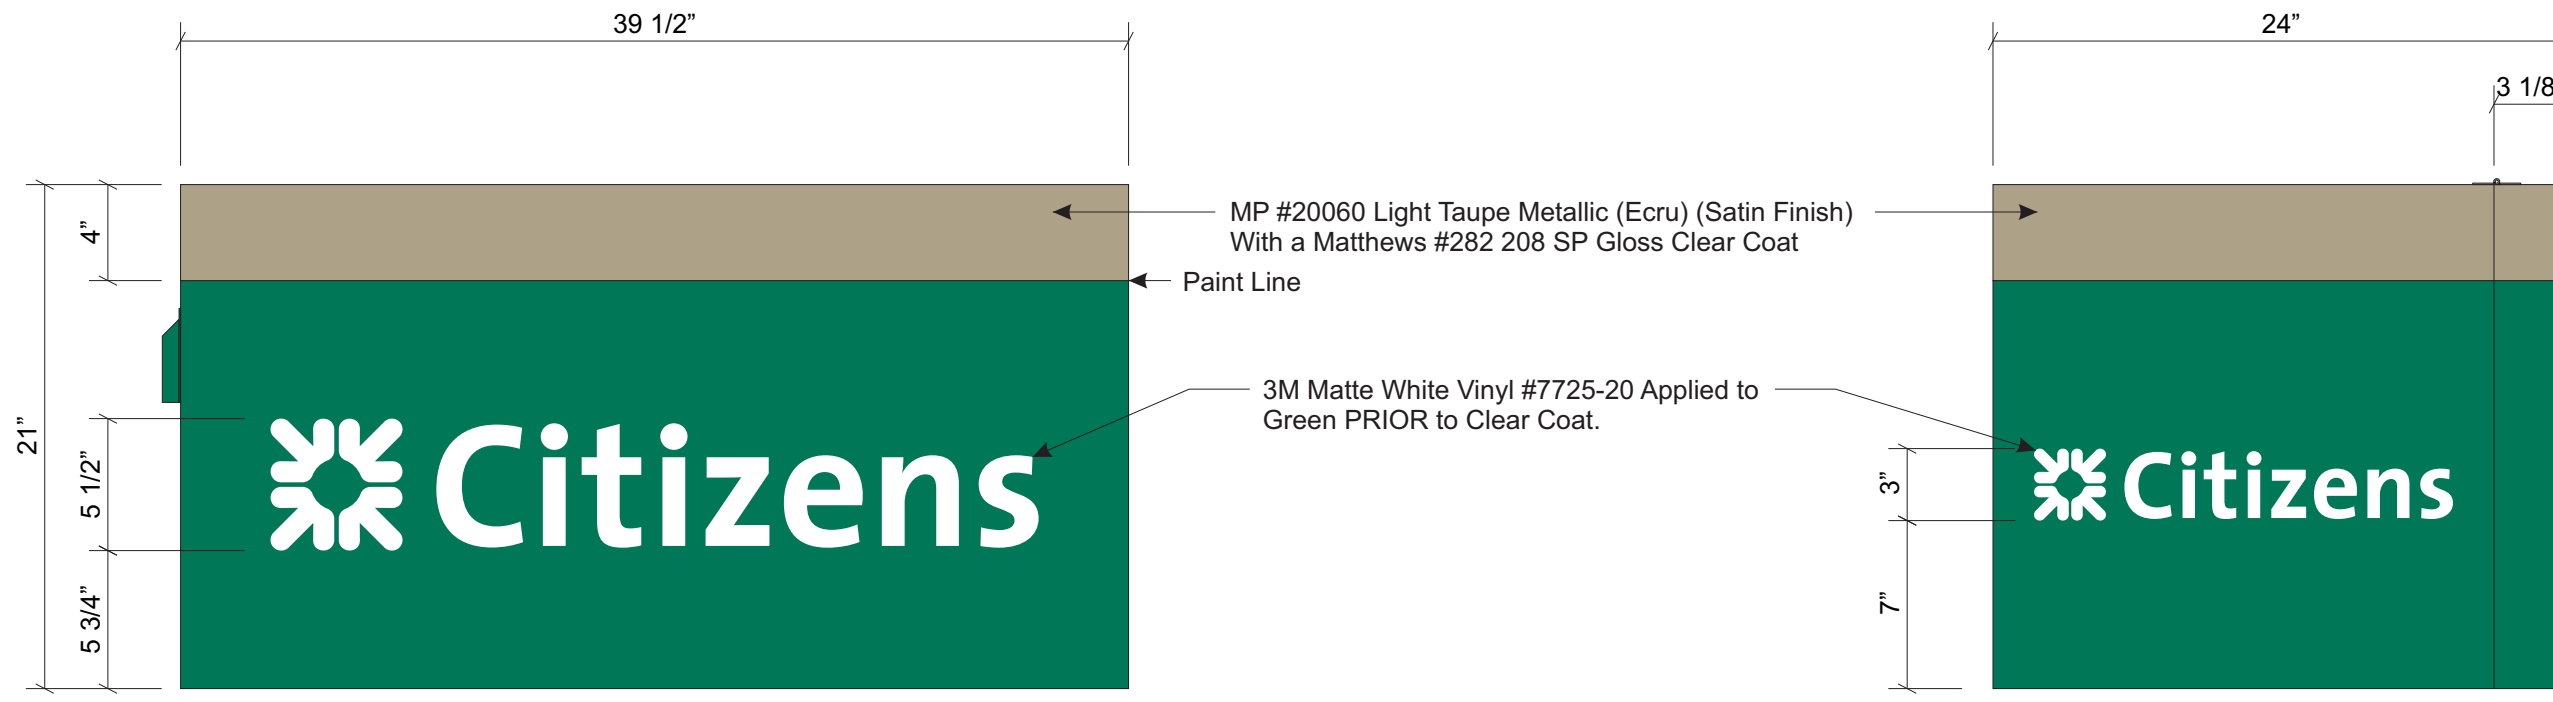 39 1/2”
24”
3 1/8
4”
MP #20060 Light Taupe Metallic (Ecru) (Satin Finish)
With a Matthews #282 208 SP Gloss Clear Coat
Paint Line
21”
3M Matte White Vinyl #7725-20 Applied to
Green PRIOR to Clear Coat.
5 1/2”
Citizens
3”
Citizens
5 3/4”
7”